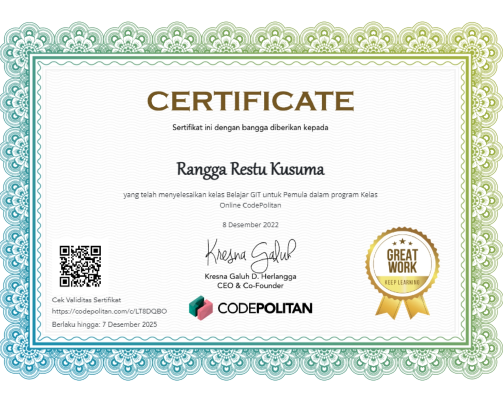 CERTIFICATE
Sertifikat ini dengan bangga diberikan kepada
Rangga Restu Kusuma
yang telah menyelesaikan kelas Belajar GIT untuk Pemula dalam program Kelas
Online CodePolitan
8 Desember 2022
Kresna Galuh
Kresna Galuh D. Herlangga
CEO & Co-Founder
GREAT
WORK
KEEP LEARNING
Cek Validitas Sertifikat
https://codepolitan.com/c/LT8DQBO
Berlaku hingga: 7 Desember 2025
CODEPOLITAN